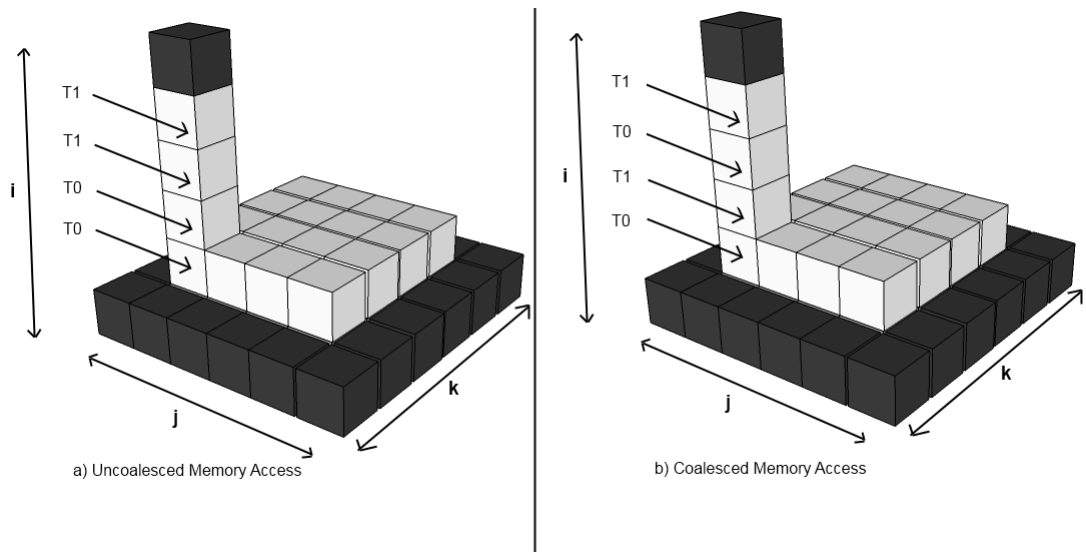 T1
T1
i
T0
T0
j
k
a) Uncoalesced Memory Access
T1
T0
i
T1
T0
j
k
b) Coalesced Memory Access